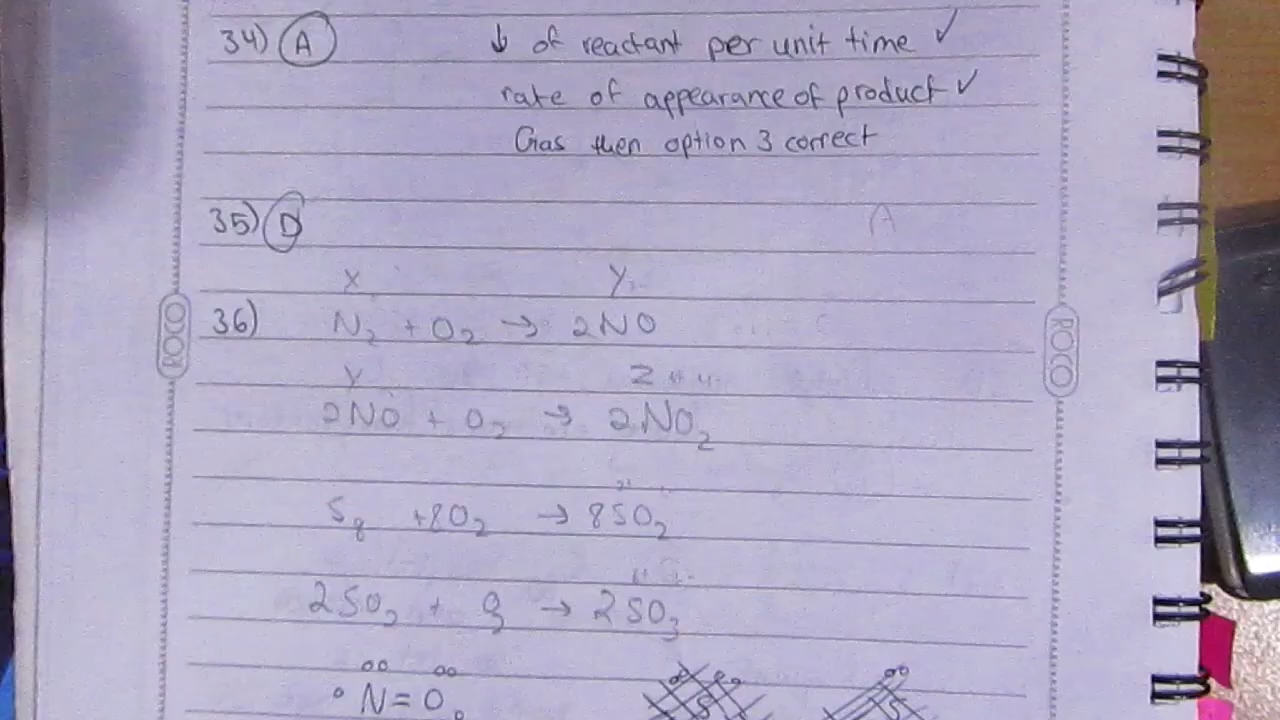 34) A ↓ of reactant per unit time ✓
rate of appearance of product ✓
Gas then option 3 correct
35) D A
X Y
36) N₂ + O₂ → 2NO
Y Z
2NO + O₂ → 2NO₂
S₈ +8O₂ → 8SO₂
2SO₂ + O₂ → 2SO₃
N=O
ROCO
ROCO